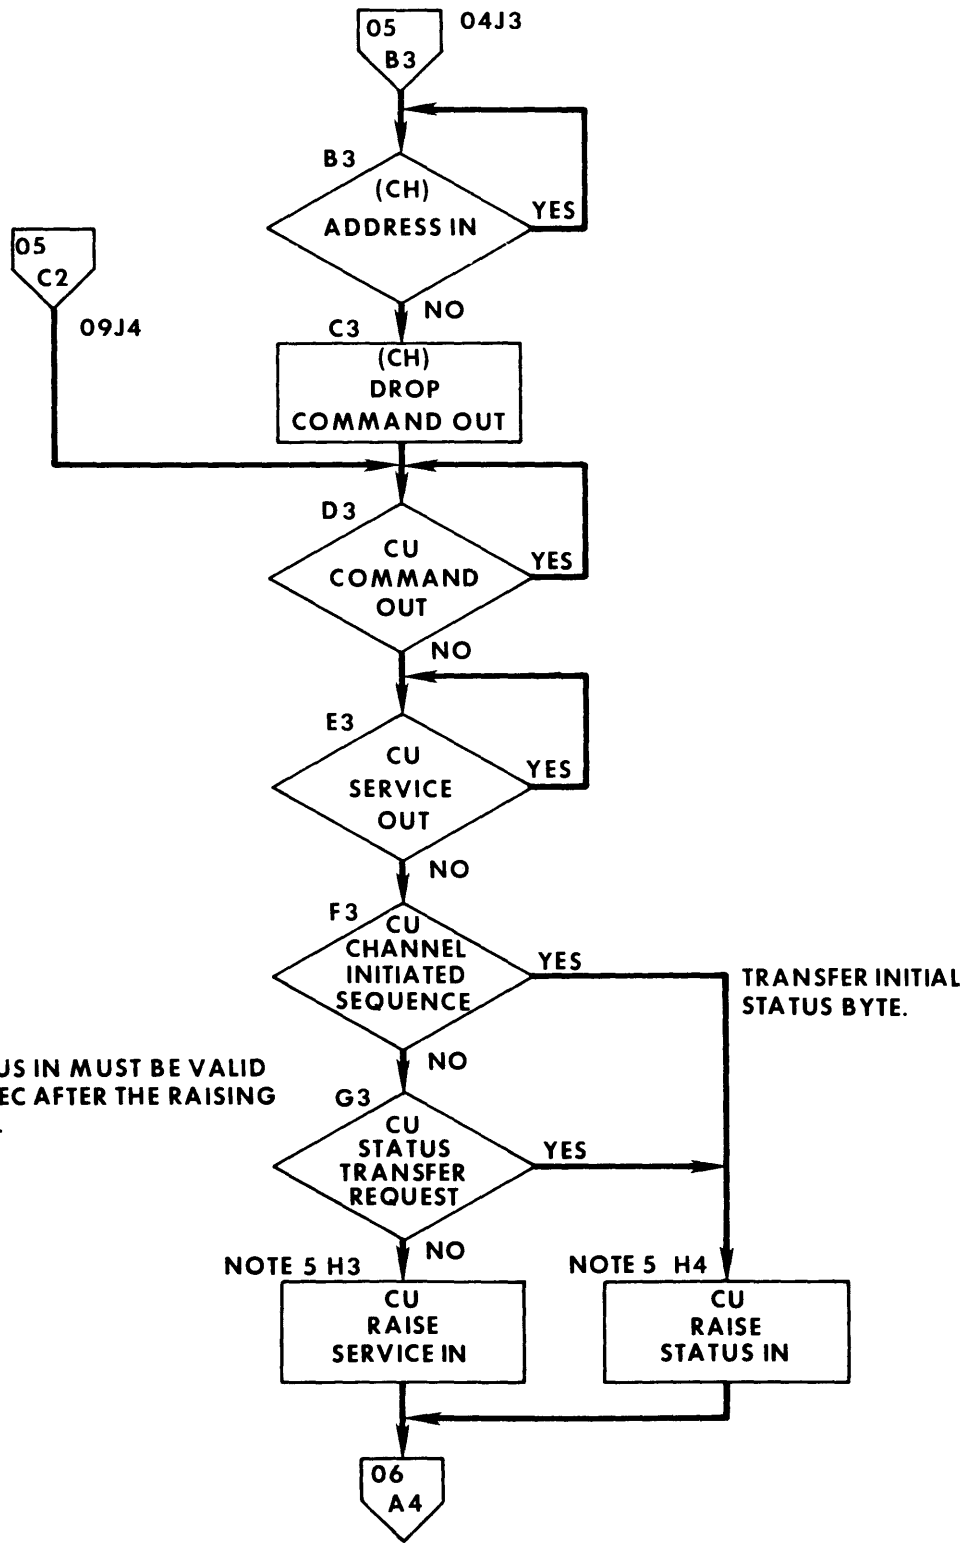 05
B3
04J3
B3
(CH)
ADDRESS IN
YES
NO
05
C2
09J4
C3
(CH)
DROP
COMMAND OUT
D3
CU
COMMAND
OUT
YES
NO
E3
CU
SERVICE
OUT
YES
NO
F3
CU
CHANNEL
INITIATED
SEQUENCE
YES
NO
TRANSFER INITIAL
STATUS BYTE.
US IN MUST BE VALID
EC AFTER THE RAISING
.
G3
CU
STATUS
TRANSFER
REQUEST
YES
NO
NOTE 5 H3
CU
RAISE
SERVICE IN
NOTE 5 H4
CU
RAISE
STATUS IN
06
A4